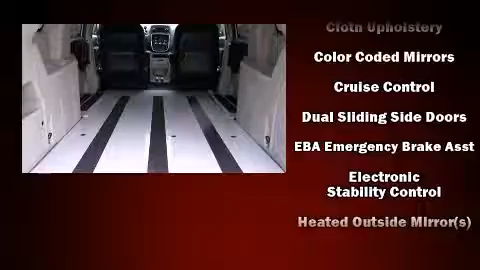 Cloth Upholstery
Color Coded Mirrors
Cruise Control
Dual Sliding Side Doors
EBA Emergency Brake Asst
Electronic
Stability Control
Heated Outside Mirror(s)